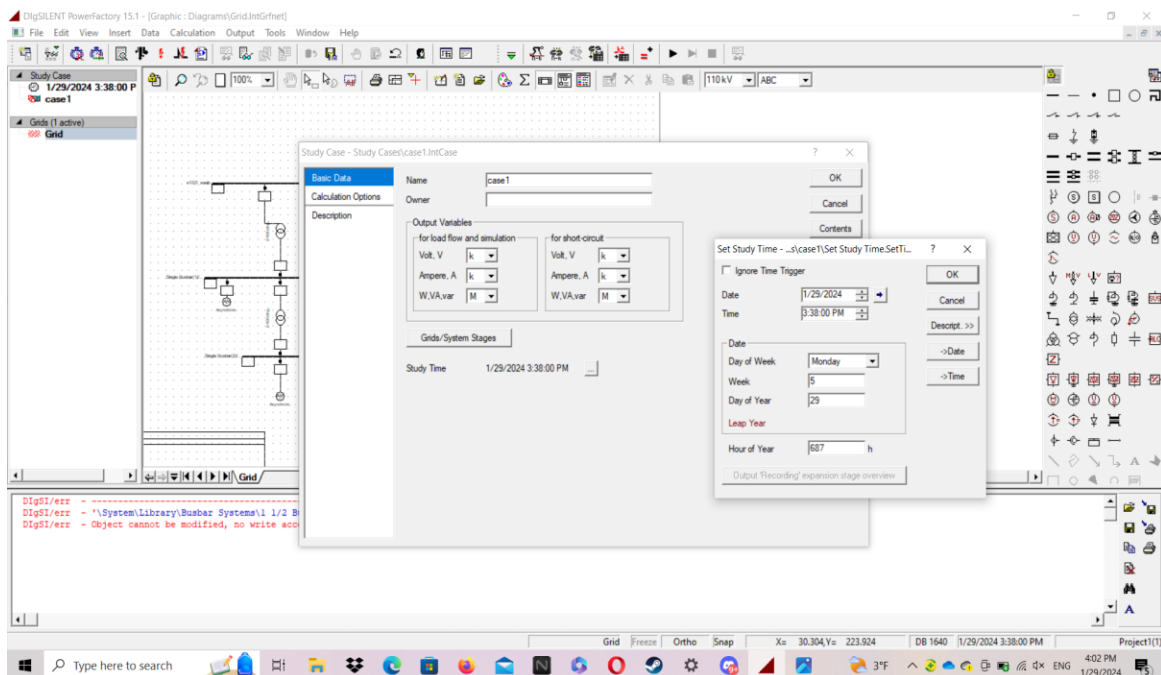 DIgSILENT PowerFactory 15.1 - [Graphic : Diagrams\Grid.IntGrfnet]
File Edit View Insert Data Calculation Output Tools Window Help
Study Case
1/29/2024 3:38:00 P
case1
Grids (1 active)
Grid
100%
110 kV
ABC
Study Case - Study Cases\case1.IntCase
?
Basic Data
Calculation Options
Description
Name case1
Owner
OK
Cancel
Contents
Output Variables
for load flow and simulation
Volt, V k
Ampere, A k
W,VA,var M
for short-circuit
Volt, V k
Ampere, A k
W,VA,var M
Grids/System Stages
Study Time 1/29/2024 3:38:00 PM ...
Set Study Time - ...s\case1\Set Study Time.SetTi... ?
Ignore Time Trigger
Date 1/29/2024
Time 3:38:00 PM
OK
Cancel
Descript. >>
->Date
->Time
Date
Day of Week Monday
Week 5
Day of Year 29
Leap Year
Hour of Year 687 h
Output 'Recording' expansion stage overview
Grid
DIgSI/err - 
DIgSI/err - '\System\Library\Busbar Systems\1 1/2 B
DIgSI/err - Object cannot be modified, no write acc
Grid Freeze Ortho Snap X= 30.304,Y= 223.924 DB 1640 1/29/2024 3:38:00 PM Project1(1)
Type here to search
3°F
ENG
4:02 PM
1/29/2024